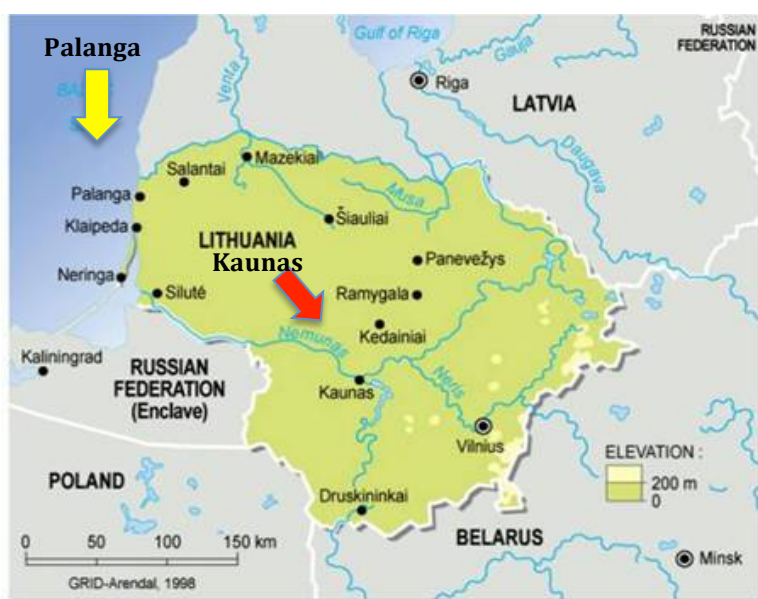 Palanga
Gulf of Riga
RUSSIAN
FEDERATION
Gauja
Venta
Riga
LATVIA
Daugava
Mazekiai
Salantai
Musa
Palanga
Šiauliai
Klaipeda
LITHUANIA
Kaunas
Panevežys
Neringa
Siluté
Ramygala
Nemunas
Kedainiai
Kaliningrad
RUSSIAN
FEDERATION
(Enclave)
Kaunas
Neris
Vilnius
ELEVATION :
200 m
0
POLAND
Druskininkai
BELARUS
0 50 100 150 km
Minsk
GRID-Arendal, 1998